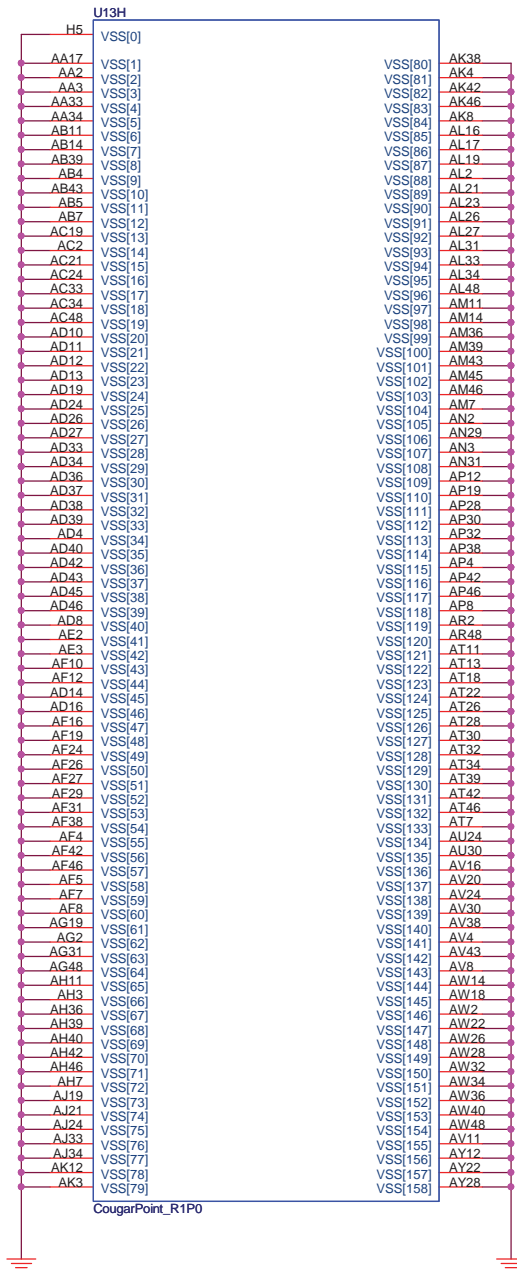 U13H
H5 VSS[0]
AA17 VSS[1] VSS[80] AK38
AA2 VSS[2] VSS[81] AK4
AA3 VSS[3] VSS[82] AK42
AA33 VSS[4] VSS[83] AK46
AA34 VSS[5] VSS[84] AK8
AB11 VSS[6] VSS[85] AL16
AB14 VSS[7] VSS[86] AL17
AB39 VSS[8] VSS[87] AL19
AB4 VSS[9] VSS[88] AL2
AB43 VSS[10] VSS[89] AL21
AB5 VSS[11] VSS[90] AL23
AB7 VSS[12] VSS[91] AL26
AC19 VSS[13] VSS[92] AL27
AC2 VSS[14] VSS[93] AL31
AC21 VSS[15] VSS[94] AL33
AC24 VSS[16] VSS[95] AL34
AC33 VSS[17] VSS[96] AL48
AC34 VSS[18] VSS[97] AM11
AC48 VSS[19] VSS[98] AM14
AD10 VSS[20] VSS[99] AM36
AD11 VSS[21] VSS[100] AM39
AD12 VSS[22] VSS[101] AM43
AD13 VSS[23] VSS[102] AM45
AD19 VSS[24] VSS[103] AM46
AD24 VSS[25] VSS[104] AM7
AD26 VSS[26] VSS[105] AN2
AD27 VSS[27] VSS[106] AN29
AD33 VSS[28] VSS[107] AN3
AD34 VSS[29] VSS[108] AN31
AD36 VSS[30] VSS[109] AP12
AD37 VSS[31] VSS[110] AP19
AD38 VSS[32] VSS[111] AP28
AD39 VSS[33] VSS[112] AP30
AD4 VSS[34] VSS[113] AP32
AD40 VSS[35] VSS[114] AP38
AD42 VSS[36] VSS[115] AP4
AD43 VSS[37] VSS[116] AP42
AD45 VSS[38] VSS[117] AP46
AD46 VSS[39] VSS[118] AP8
AD8 VSS[40] VSS[119] AR2
AE2 VSS[41] VSS[120] AR48
AE3 VSS[42] VSS[121] AT11
AF10 VSS[43] VSS[122] AT13
AF12 VSS[44] VSS[123] AT18
AD14 VSS[45] VSS[124] AT22
AD16 VSS[46] VSS[125] AT26
AF16 VSS[47] VSS[126] AT28
AF19 VSS[48] VSS[127] AT30
AF24 VSS[49] VSS[128] AT32
AF26 VSS[50] VSS[129] AT34
AF27 VSS[51] VSS[130] AT39
AF29 VSS[52] VSS[131] AT42
AF31 VSS[53] VSS[132] AT46
AF38 VSS[54] VSS[133] AT7
AF4 VSS[55] VSS[134] AU24
AF42 VSS[56] VSS[135] AU30
AF46 VSS[57] VSS[136] AV16
AF5 VSS[58] VSS[137] AV20
AF7 VSS[59] VSS[138] AV24
AF8 VSS[60] VSS[139] AV30
AG19 VSS[61] VSS[140] AV38
AG2 VSS[62] VSS[141] AV4
AG31 VSS[63] VSS[142] AV43
AG48 VSS[64] VSS[143] AV8
AH11 VSS[65] VSS[144] AW14
AH3 VSS[66] VSS[145] AW18
AH36 VSS[67] VSS[146] AW2
AH39 VSS[68] VSS[147] AW22
AH40 VSS[69] VSS[148] AW26
AH42 VSS[70] VSS[149] AW28
AH46 VSS[71] VSS[150] AW32
AH7 VSS[72] VSS[151] AW34
AJ19 VSS[73] VSS[152] AW36
AJ21 VSS[74] VSS[153] AW40
AJ24 VSS[75] VSS[154] AW48
AJ33 VSS[76] VSS[155] AV11
AJ34 VSS[77] VSS[156] AY12
AK12 VSS[78] VSS[157] AY22
AK3 VSS[79] VSS[158] AY28
CougarPoint_R1P0